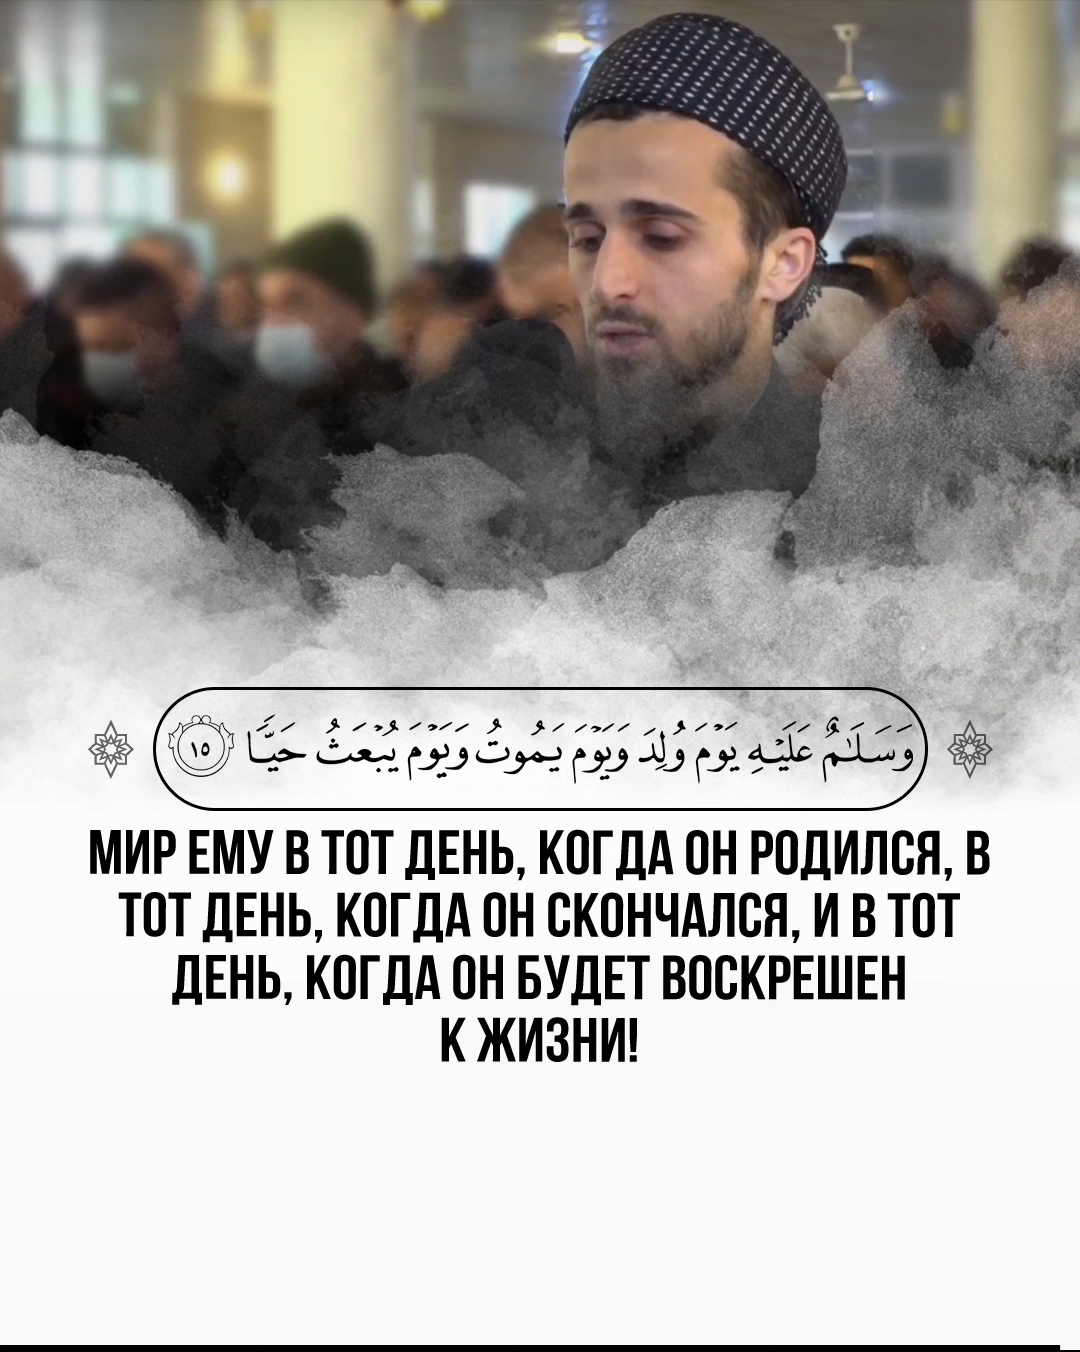 وَسَلَـٰمٌ عَلَيْهِ يَوْمَ وُلِدَ وَيَوْمَ يَمُوتُ وَيَوْمَ يُبْعَثُ حَيًّا ١٥
МИР ЕМУ В ТОТ ДЕНЬ, КОГДА ОН РОДИЛСЯ, В
ТОТ ДЕНЬ, КОГДА ОН СКОНЧАЛСЯ, И В ТОТ
ДЕНЬ, КОГДА ОН БУДЕТ ВОСКРЕШЕН
К ЖИЗНИ!